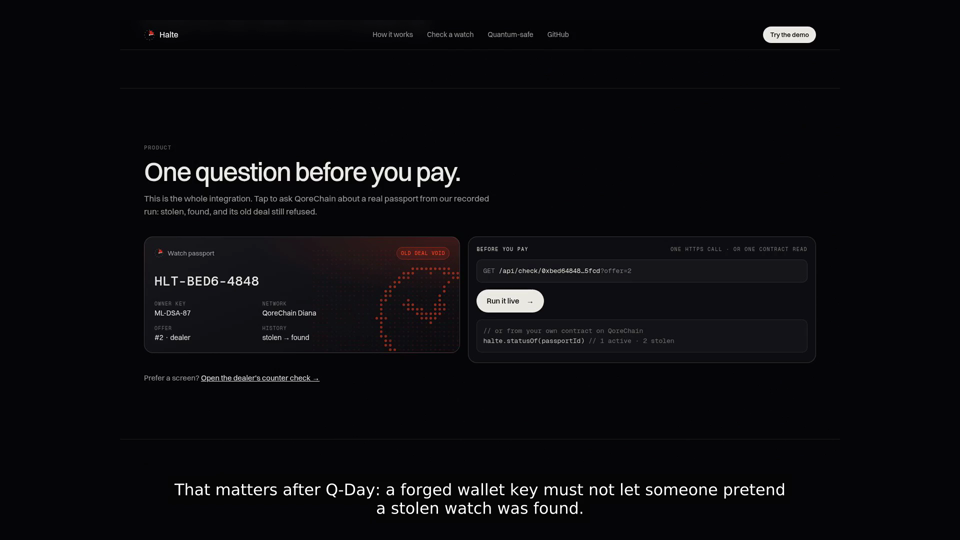 Halte
How it works
Check a watch
Quantum-safe
GitHub
Try the demo
PRODUCT
One question before you pay.
This is the whole integration. Tap to ask QoreChain about a real passport from our recorded
run: stolen, found, and its old deal still refused.
Watch passport
OLD DEAL VOID
HLT-BED6-4848
OWNER KEY
ML-DSA-87
NETWORK
QoreChain Diana
OFFER
#2 · dealer
HISTORY
stolen → found
BEFORE YOU PAY
ONE HTTPS CALL · OR ONE CONTRACT READ
GET /api/check/0xbed64848…5fcd?offer=2
Run it live →
// or from your own contract on QoreChain
halte.statusOf(passportId) // 1 active · 2 stolen
Prefer a screen? Open the dealer's counter check →
That matters after Q-Day: a forged wallet key must not let someone pretend
a stolen watch was found.